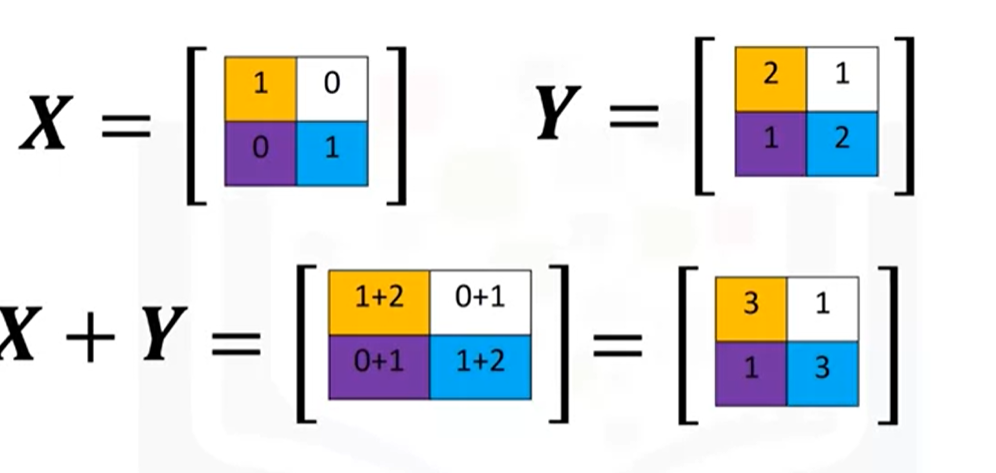 X = [ 1 0
0 1 ]
Y = [ 2 1
1 2 ]
X + Y = [ 1+2 0+1
0+1 1+2 ] = [ 3 1
1 3 ]